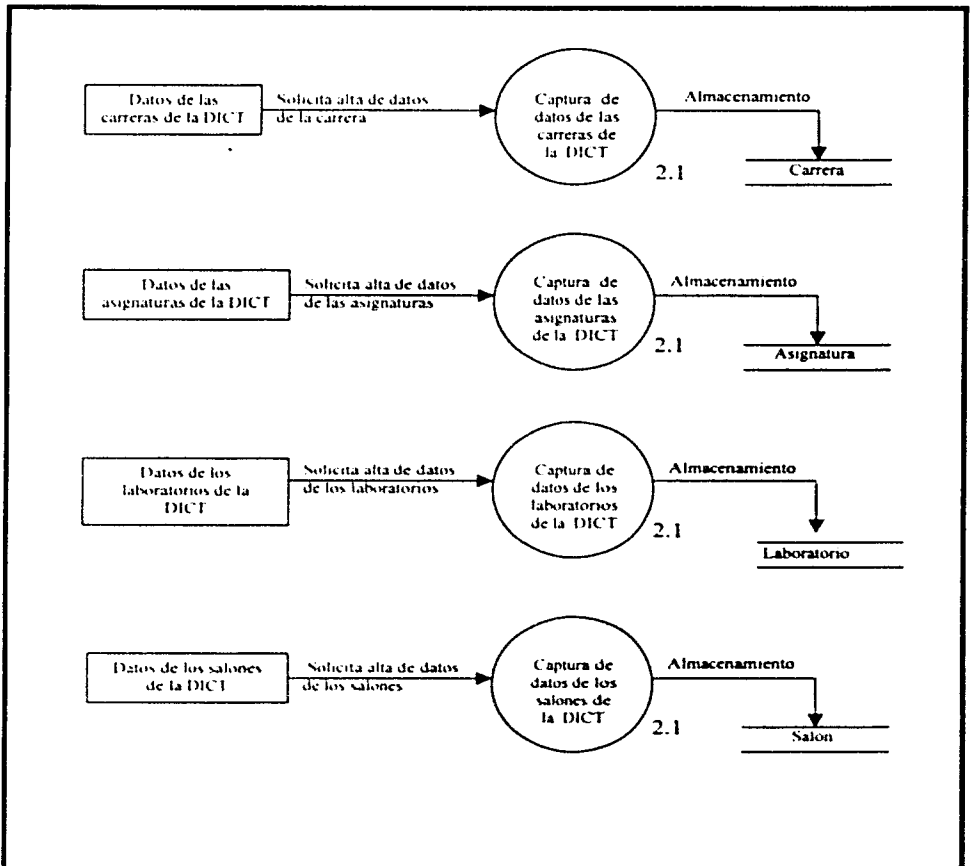 Datos de las
carreras de la DICT
Solicita alta de datos
de la carrera
Captura de
datos de las
carreras de
la DICT
2.1
Almacenamiento
Carrera
Datos de las
asignaturas de la DICT
Solicita alta de datos
de las asignaturas
Captura de
datos de las
asignaturas
de la DICT
2.1
Almacenamiento
Asignatura
Datos de los
laboratorios de la
DICT
Solicita alta de datos
de los laboratorios
Captura de
datos de los
laboratorios
de la DICT
2.1
Almacenamiento
Laboratorio
Datos de los salones
de la DICT
Solicita alta de datos
de los salones
Captura de
datos de los
salones de
la DICT
2.1
Almacenamiento
Salon